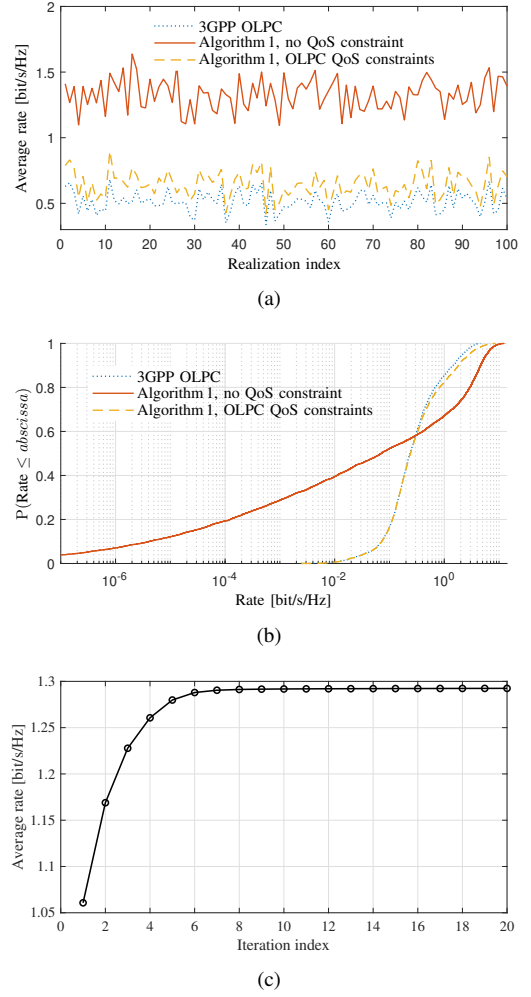 2
3GPP OLPC
Algorithm 1, no QoS constraint
Algorithm 1, OLPC QoS constraints
1.5
1
0.5
Average rate [bit/s/Hz]
0 10 20 30 40 50 60 70 80 90 100
Realization index
(a)
1
0.8
0.6
0.4
0.2
0
P(Rate ≤ abscissa)
3GPP OLPC
Algorithm 1, no QoS constraint
Algorithm 1, OLPC QoS constraints
10^-6 10^-4 10^-2 10^0
Rate [bit/s/Hz]
(b)
1.3
1.25
1.2
1.15
1.1
1.05
Average rate [bit/s/Hz]
0 2 4 6 8 10 12 14 16 18 20
Iteration index
(c)